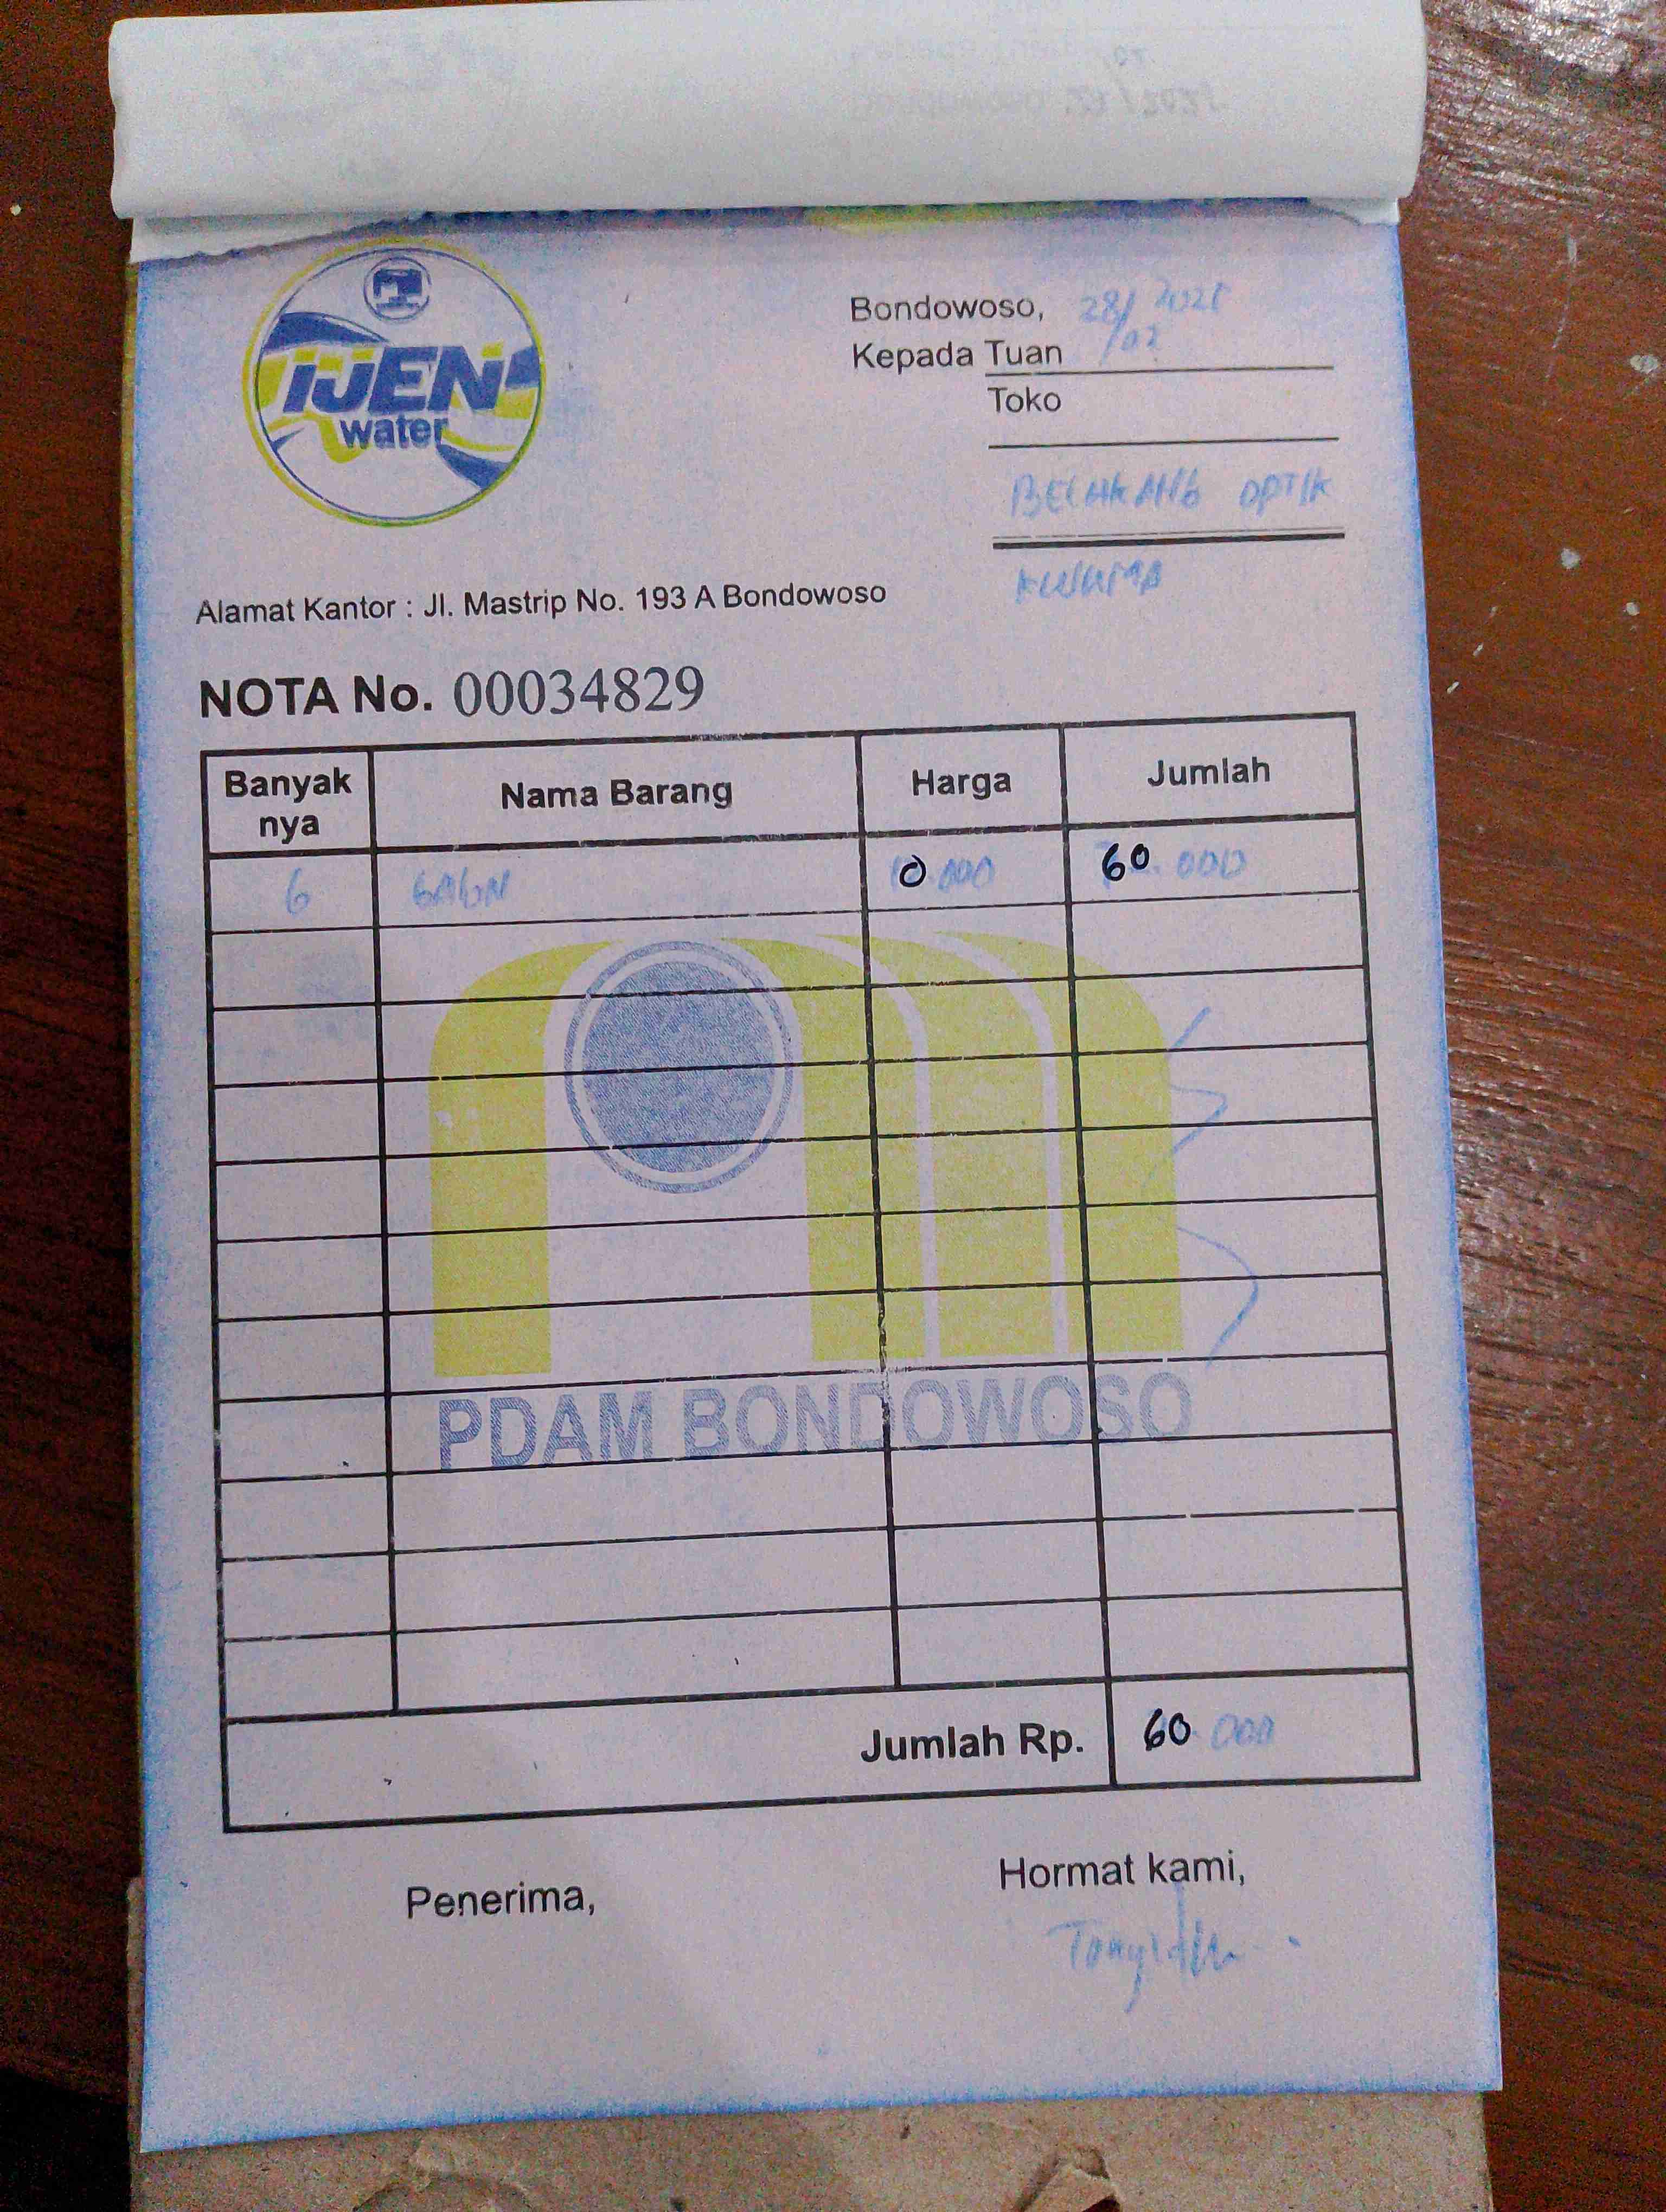 IJEN
water
Bondowoso, 28/02 2025
Kepada Tuan
Toko
BELAKANG OPTIK
KUSUMA
Alamat Kantor : Jl. Mastrip No. 193 A Bondowoso
NOTA No. 00034829
Banyak nya Nama Barang Harga Jumlah
6 GALON 10.000 60.000
PDAM BONDOWOSO
Jumlah Rp. 60.000
Penerima, Hormat kami,